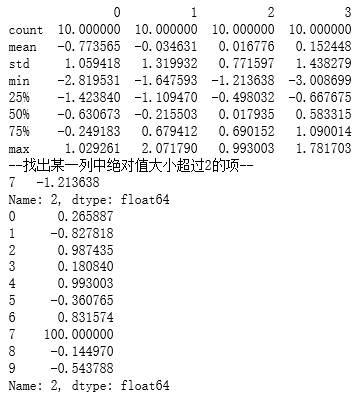 0 1 2 3
count 10.000000 10.000000 10.000000 10.000000
mean -0.773565 -0.034631 0.016776 0.152448
std 1.059418 1.319932 0.771597 1.438279
min -2.819531 -1.647593 -1.213638 -3.008699
25% -1.423840 -1.109470 -0.498032 -0.667675
50% -0.630673 -0.215503 0.017935 0.583315
75% -0.249183 0.679412 0.690152 1.090014
max 1.029261 2.071790 0.993003 1.781703
--找出某一列中绝对值大小超过2的项--
7 -1.213638
Name: 2, dtype: float64
0 0.265887
1 -0.827818
2 0.987435
3 0.180840
4 0.993003
5 -0.360765
6 0.831574
7 100.000000
8 -0.144970
9 -0.543788
Name: 2, dtype: float64